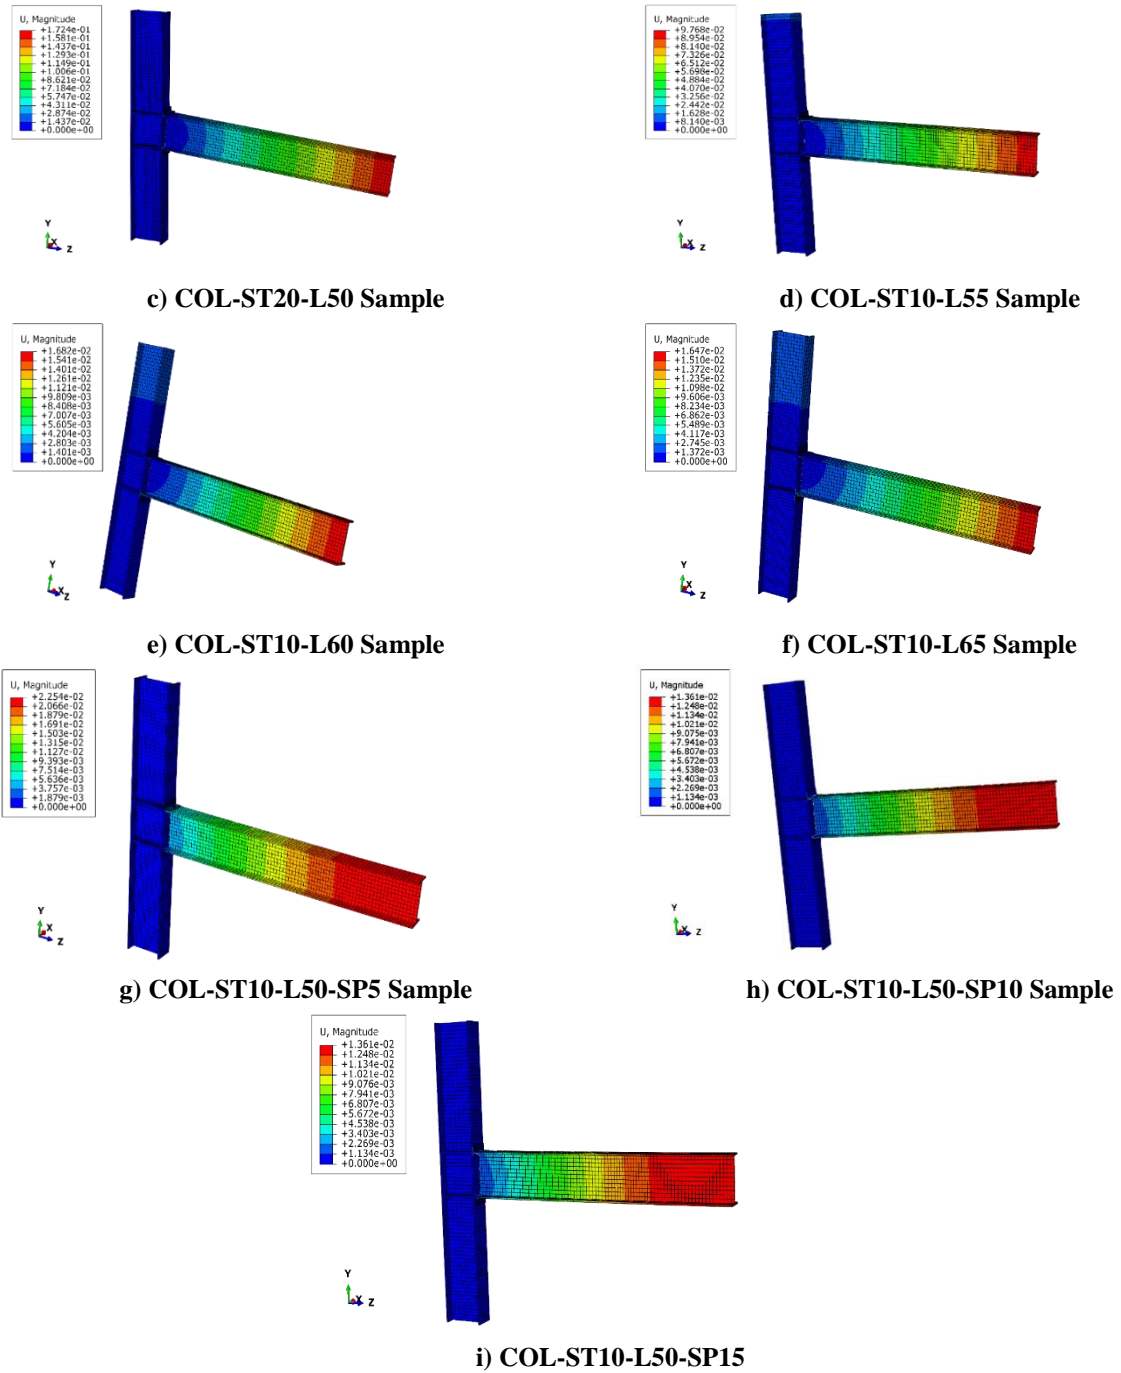 U, Magnitude
+1.724e-01
+1.581e-01
+1.437e-01
+1.293e-01
+1.149e-01
+1.006e-01
+8.621e-02
+7.184e-02
+5.747e-02
+4.311e-02
+2.874e-02
+1.437e-02
+0.000e+00
Y
X
Z
c) COL-ST20-L50 Sample
U, Magnitude
+9.768e-02
+8.954e-02
+8.140e-02
+7.326e-02
+6.512e-02
+5.698e-02
+4.884e-02
+4.070e-02
+3.256e-02
+2.442e-02
+1.628e-02
+8.140e-03
+0.000e+00
Y
X
Z
d) COL-ST10-L55 Sample
U, Magnitude
+1.682e-02
+1.541e-02
+1.401e-02
+1.261e-02
+1.121e-02
+9.809e-03
+8.408e-03
+7.007e-03
+5.605e-03
+4.204e-03
+2.803e-03
+1.401e-03
+0.000e+00
Y
X
Z
e) COL-ST10-L60 Sample
U, Magnitude
+1.647e-02
+1.510e-02
+1.372e-02
+1.235e-02
+1.098e-02
+9.606e-03
+8.234e-03
+6.862e-03
+5.489e-03
+4.117e-03
+2.745e-03
+1.372e-03
+0.000e+00
Y
X
Z
f) COL-ST10-L65 Sample
U, Magnitude
+2.254e-02
+2.066e-02
+1.879e-02
+1.691e-02
+1.503e-02
+1.315e-02
+1.127e-02
+9.393e-03
+7.514e-03
+5.636e-03
+3.757e-03
+1.879e-03
+0.000e+00
Y
X
Z
g) COL-ST10-L50-SP5 Sample
U, Magnitude
+1.361e-02
+1.248e-02
+1.134e-02
+1.021e-02
+9.075e-03
+7.941e-03
+6.807e-03
+5.672e-03
+4.538e-03
+3.403e-03
+2.269e-03
+1.134e-03
+0.000e+00
Y
X
Z
h) COL-ST10-L50-SP10 Sample
U, Magnitude
+1.361e-02
+1.248e-02
+1.134e-02
+1.021e-02
+9.076e-03
+7.941e-03
+6.807e-03
+5.672e-03
+4.538e-03
+3.403e-03
+2.269e-03
+1.134e-03
+0.000e+00
Y
X
Z
i) COL-ST10-L50-SP15